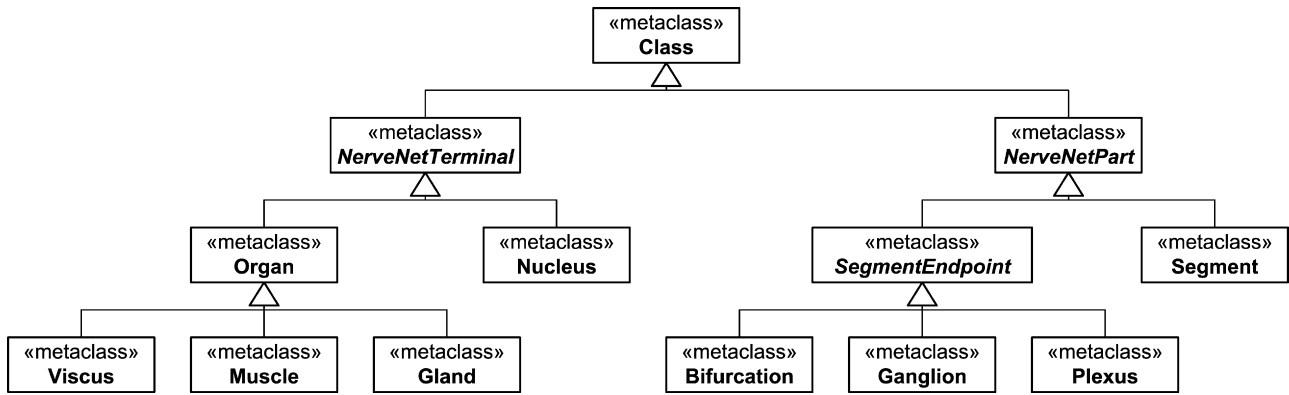 «metaclass»
Class
«metaclass»
NerveNetTerminal
«metaclass»
NerveNetPart
«metaclass»
Organ
«metaclass»
Nucleus
«metaclass»
SegmentEndpoint
«metaclass»
Segment
«metaclass»
Viscus
«metaclass»
Muscle
«metaclass»
Gland
«metaclass»
Bifurcation
«metaclass»
Ganglion
«metaclass»
Plexus